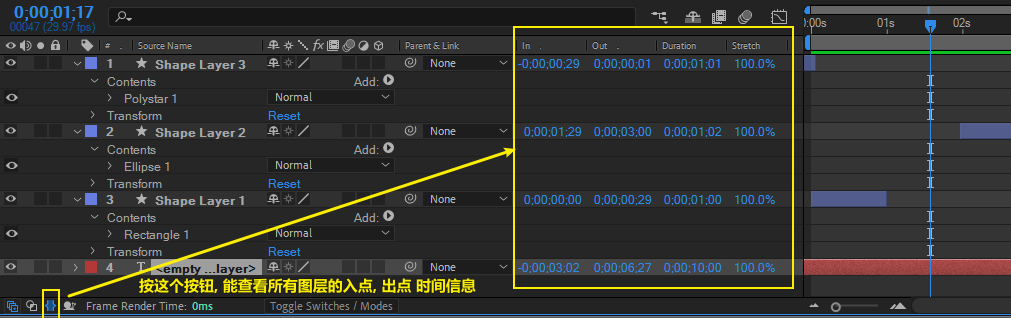 0;00;01;17
00047 (29.97 fps)
:00s 01s 02s
# Source Name Parent & Link In Out Duration Stretch
1 Shape Layer 3 None -0;00;00;29 0;00;00;01 0;00;01;01 100.0%
Contents Add:
Polystar 1 Normal
Transform Reset
2 Shape Layer 2 None 0;00;01;29 0;00;03;00 0;00;01;02 100.0%
Contents Add:
Ellipse 1 Normal
Transform Reset
3 Shape Layer 1 None 0;00;00;00 0;00;00;29 0;00;01;00 100.0%
Contents Add:
Rectangle 1 Normal
Transform Reset
4 T <empty ...layer> None -0;00;03;02 0;00;06;27 0;00;10;00 100.0%
按这个按钮, 能查看所有图层的入点, 出点 时间信息
Frame Render Time: 0ms Toggle Switches / Modes